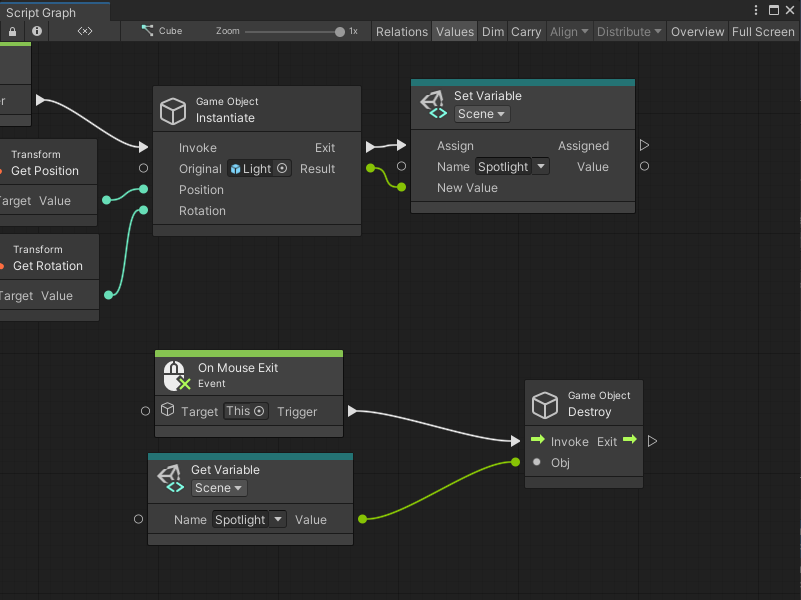 Script Graph
Cube
Zoom
1x
Relations
Values
Dim
Carry
Align
Distribute
Overview
Full Screen
Transform
Get Position
Value
Transform
Get Rotation
Value
Game Object
Instantiate
Invoke
Exit
Original
Light
Result
Position
Rotation
Set Variable
Scene
Assign
Assigned
Name
Spotlight
Value
New Value
On Mouse Exit
Event
Target
This
Trigger
Get Variable
Scene
Name
Spotlight
Value
Game Object
Destroy
Invoke
Exit
Obj